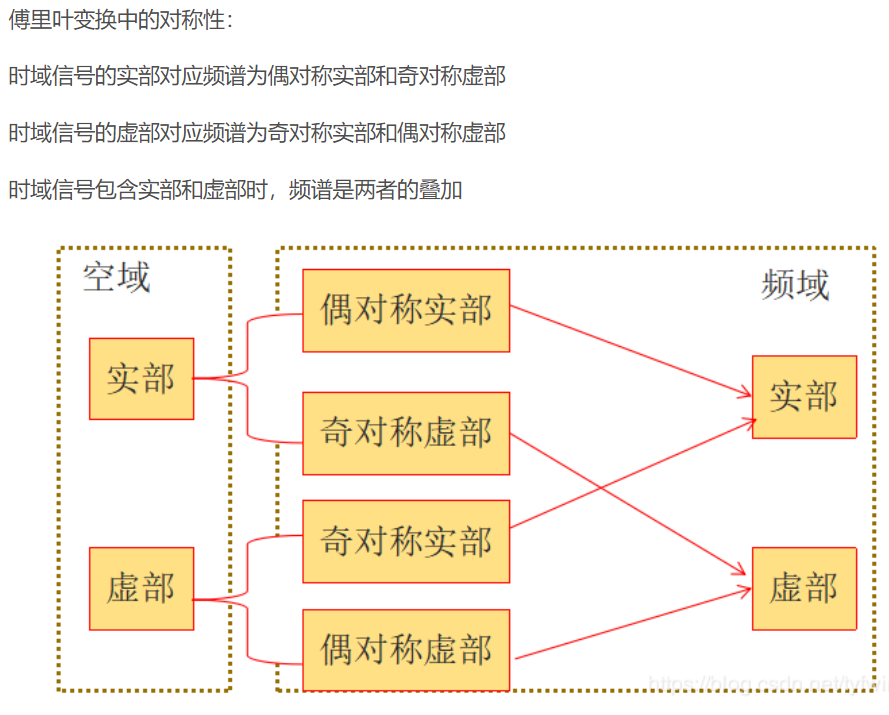 傅里叶变换中的对称性：
时域信号的实部对应频谱为偶对称实部和奇对称虚部
时域信号的虚部对应频谱为奇对称实部和偶对称虚部
时域信号包含实部和虚部时，频谱是两者的叠加
空域
频域
偶对称实部
实部
实部
奇对称虚部
奇对称实部
虚部
虚部
偶对称虚部
https://blog.csdn.net/tyfwi